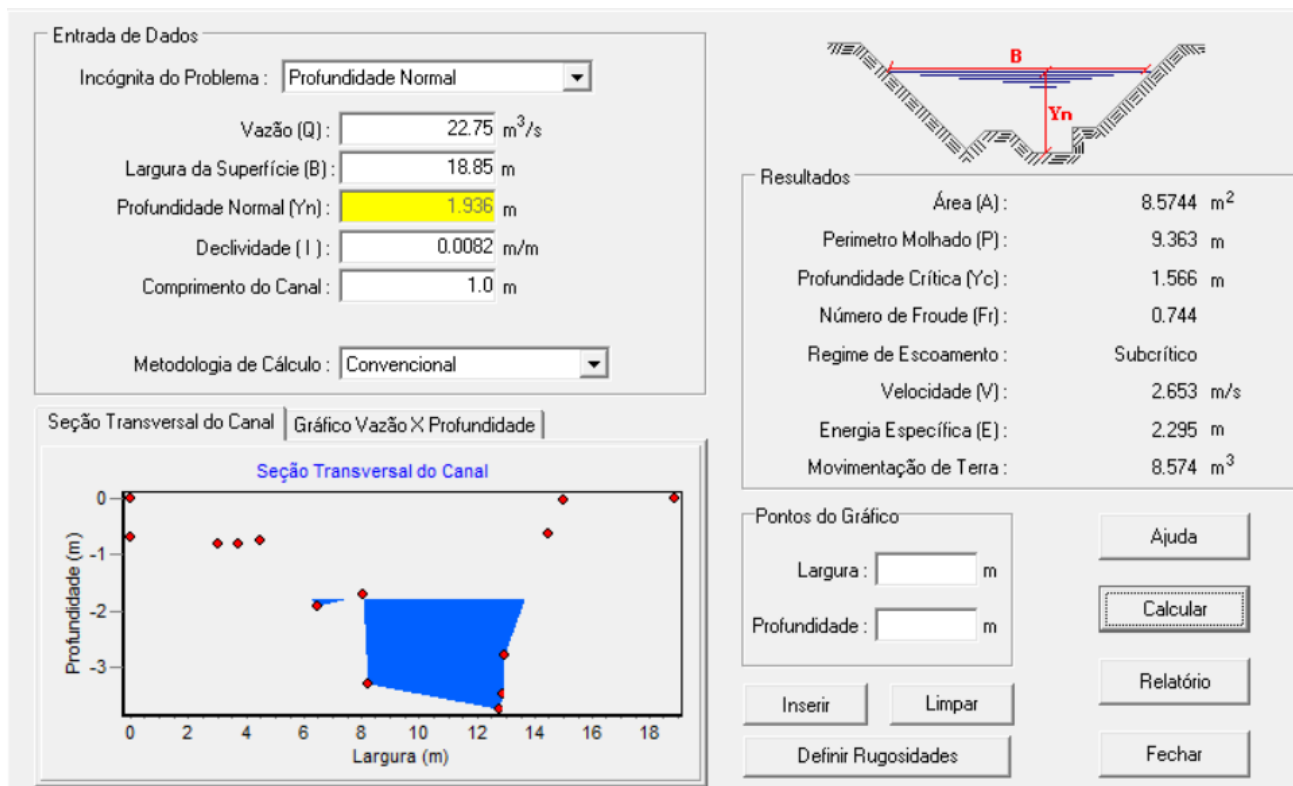 Entrada de Dados
Incógnita do Problema : Profundidade Normal
Vazão (Q) : 22.75 m³/s
Largura da Superfície (B) : 18.85 m
Profundidade Normal (Yn) : 1.936 m
Declividade ( I ) : 0.0082 m/m
Comprimento do Canal : 1.0 m
Metodologia de Cálculo : Convencional
B
Yn
Resultados
Área (A) : 8.5744 m²
Perimetro Molhado (P) : 9.363 m
Profundidade Crítica (Yc) : 1.566 m
Número de Froude (Fr) : 0.744
Regime de Escoamento : Subcrítico
Velocidade (V) : 2.653 m/s
Energia Específica (E) : 2.295 m
Movimentação de Terra : 8.574 m³
Seção Transversal do Canal Gráfico Vazão X Profundidade
Seção Transversal do Canal
Profundidade (m)
0
-1
-2
-3
0 2 4 6 8 10 12 14 16 18
Largura (m)
Pontos do Gráfico
Largura : m
Profundidade : m
Inserir Limpar
Definir Rugosidades
Ajuda
Calcular
Relatório
Fechar